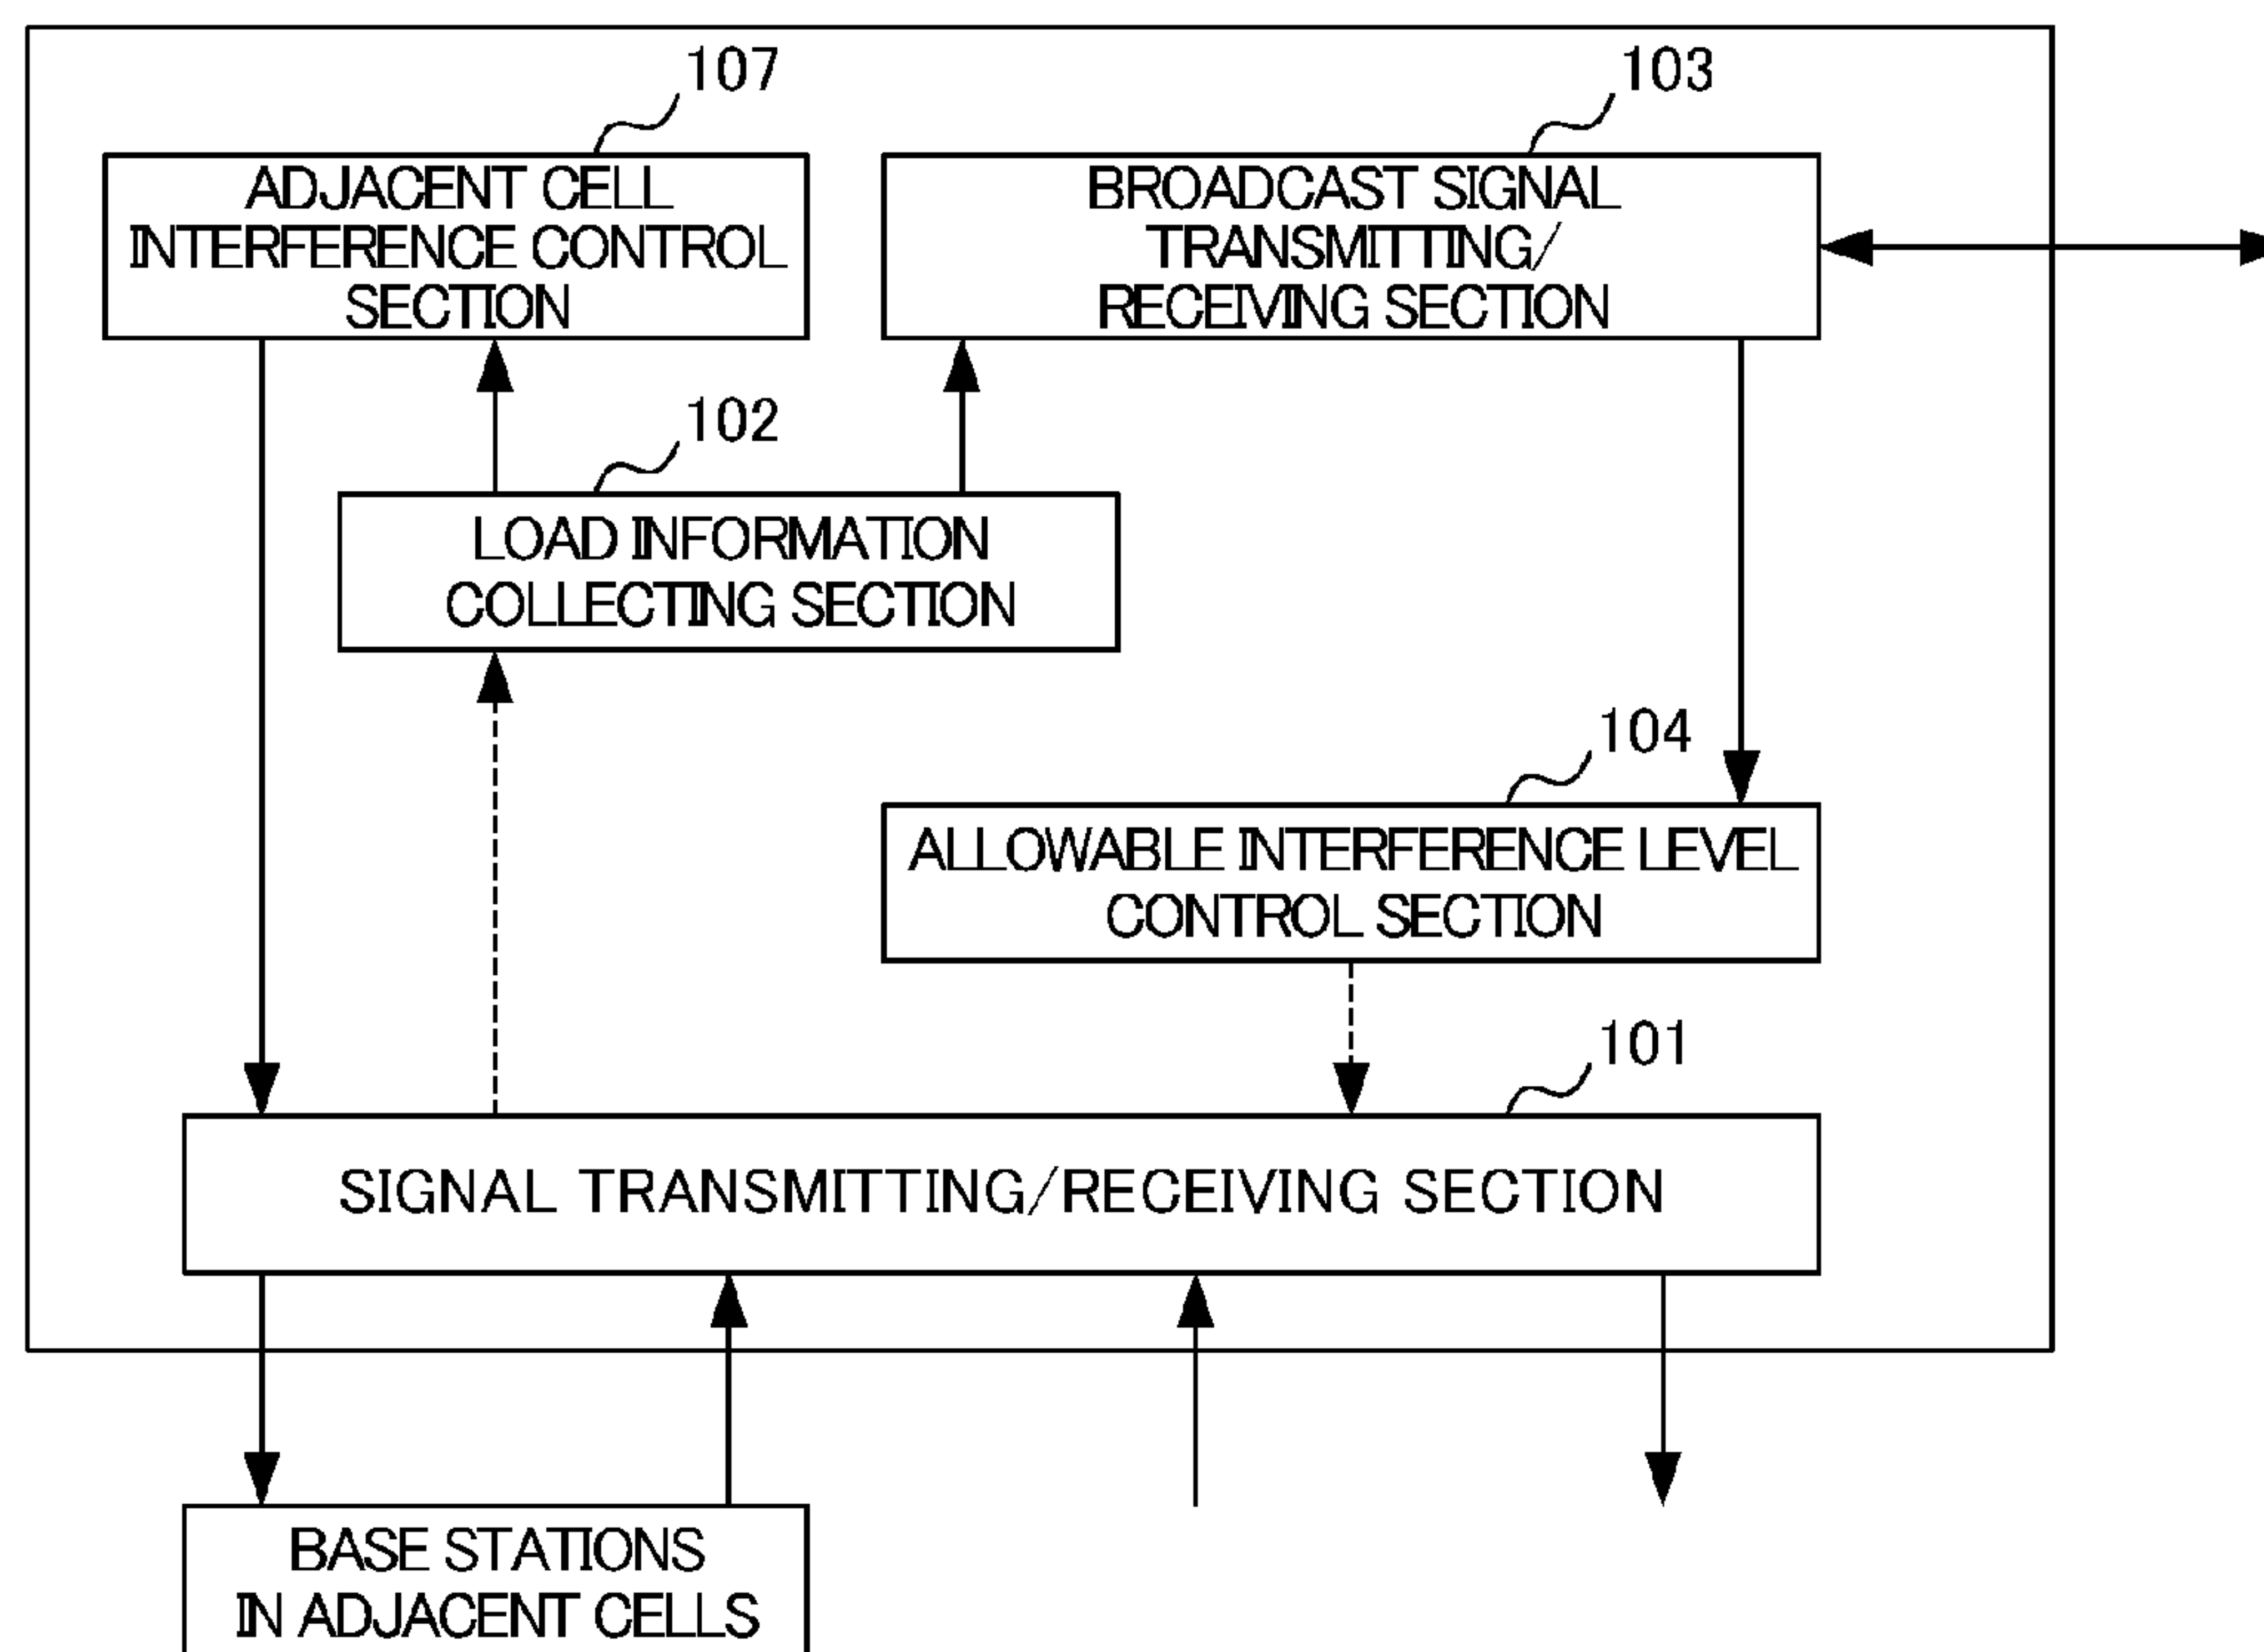 107
103
ADJACENT CELL
INTERFERENCE CONTROL
SECTION
BROADCAST SIGNAL
TRANSMITTING/
RECEIVING SECTION
102
LOAD INFORMATION
COLLECTING SECTION
104
ALLOWABLE INTERFERENCE LEVEL
CONTROL SECTION
101
SIGNAL TRANSMITTING/RECEIVING SECTION
BASE STATIONS
IN ADJACENT CELLS